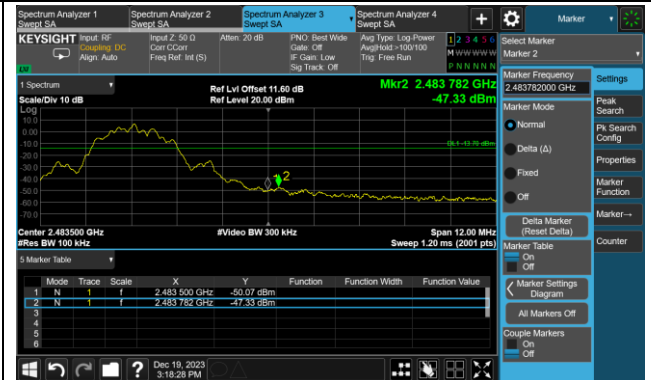 Spectrum Analyzer 1
Swept SA
Spectrum Analyzer 2
Swept SA
Spectrum Analyzer 3
Swept SA
Spectrum Analyzer 4
Swept SA
+
Marker
KEYSIGHT
Input: RF
Coupling: DC
Align: Auto
Input Z: 50 Ω
Corr CCorr
Freq Ref: Int (S)
Atten: 20 dB
PNO: Best Wide
Gate: Off
IF Gain: Low
Sig Track: Off
Avg Type: Log-Power
Avg|Hold:>100/100
Trig: Free Run
1 2 3 4 5 6
M W W W W W
P N N N N N
Select Marker
Marker 2
1 Spectrum
Scale/Div 10 dB
Log
Ref Lvl Offset 11.60 dB
Ref Level 20.00 dBm
Mkr2 2.483 782 GHz
-47.33 dBm
10.0
0.00
-10.0
-20.0
-30.0
-40.0
-50.0
-60.0
-70.0
DL1 -13.70 dBm
2
Center 2.483500 GHz
#Res BW 100 kHz
#Video BW 300 kHz
Span 12.00 MHz
Sweep 1.20 ms (2001 pts)
5 Marker Table
Mode Trace Scale X Y Function Function Width Function Value
1 N 1 f 2.483 500 GHz -50.07 dBm
2 N 1 f 2.483 782 GHz -47.33 dBm
3
4
5
6
Marker Frequency
2.483782000 GHz
Marker Mode
Normal
Delta (Δ)
Fixed
Off
Delta Marker
(Reset Delta)
Marker Table
On
Off
Marker Settings
Diagram
All Markers Off
Couple Markers
On
Off
Settings
Peak
Search
Pk Search
Config
Properties
Marker
Function
Marker→
Counter
?
Dec 19, 2023
3:18:28 PM